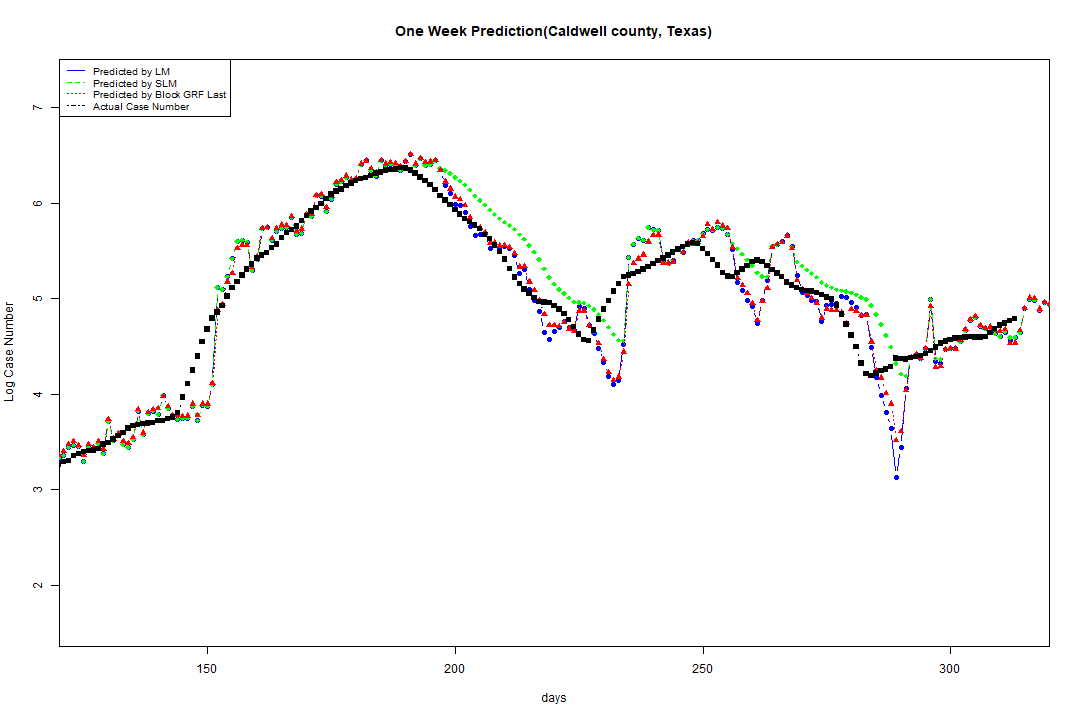 One Week Prediction(Caldwell county, Texas)
Predicted by LM
Predicted by SLM
Predicted by Block GRF Last
Actual Case Number
7
6
5
4
3
2
Log Case Number
150
200
250
300
days